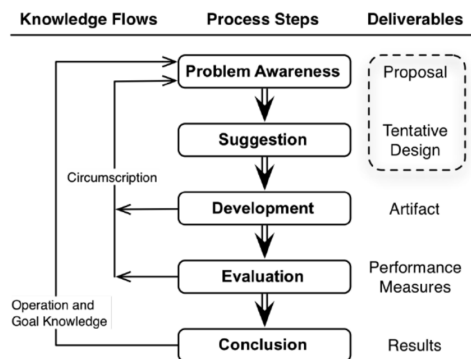 Knowledge Flows Process Steps Deliverables
Problem Awareness Proposal
Suggestion Tentative
Design
Circumscription
Development Artifact
Evaluation Performance
Measures
Operation and
Goal Knowledge
Conclusion Results